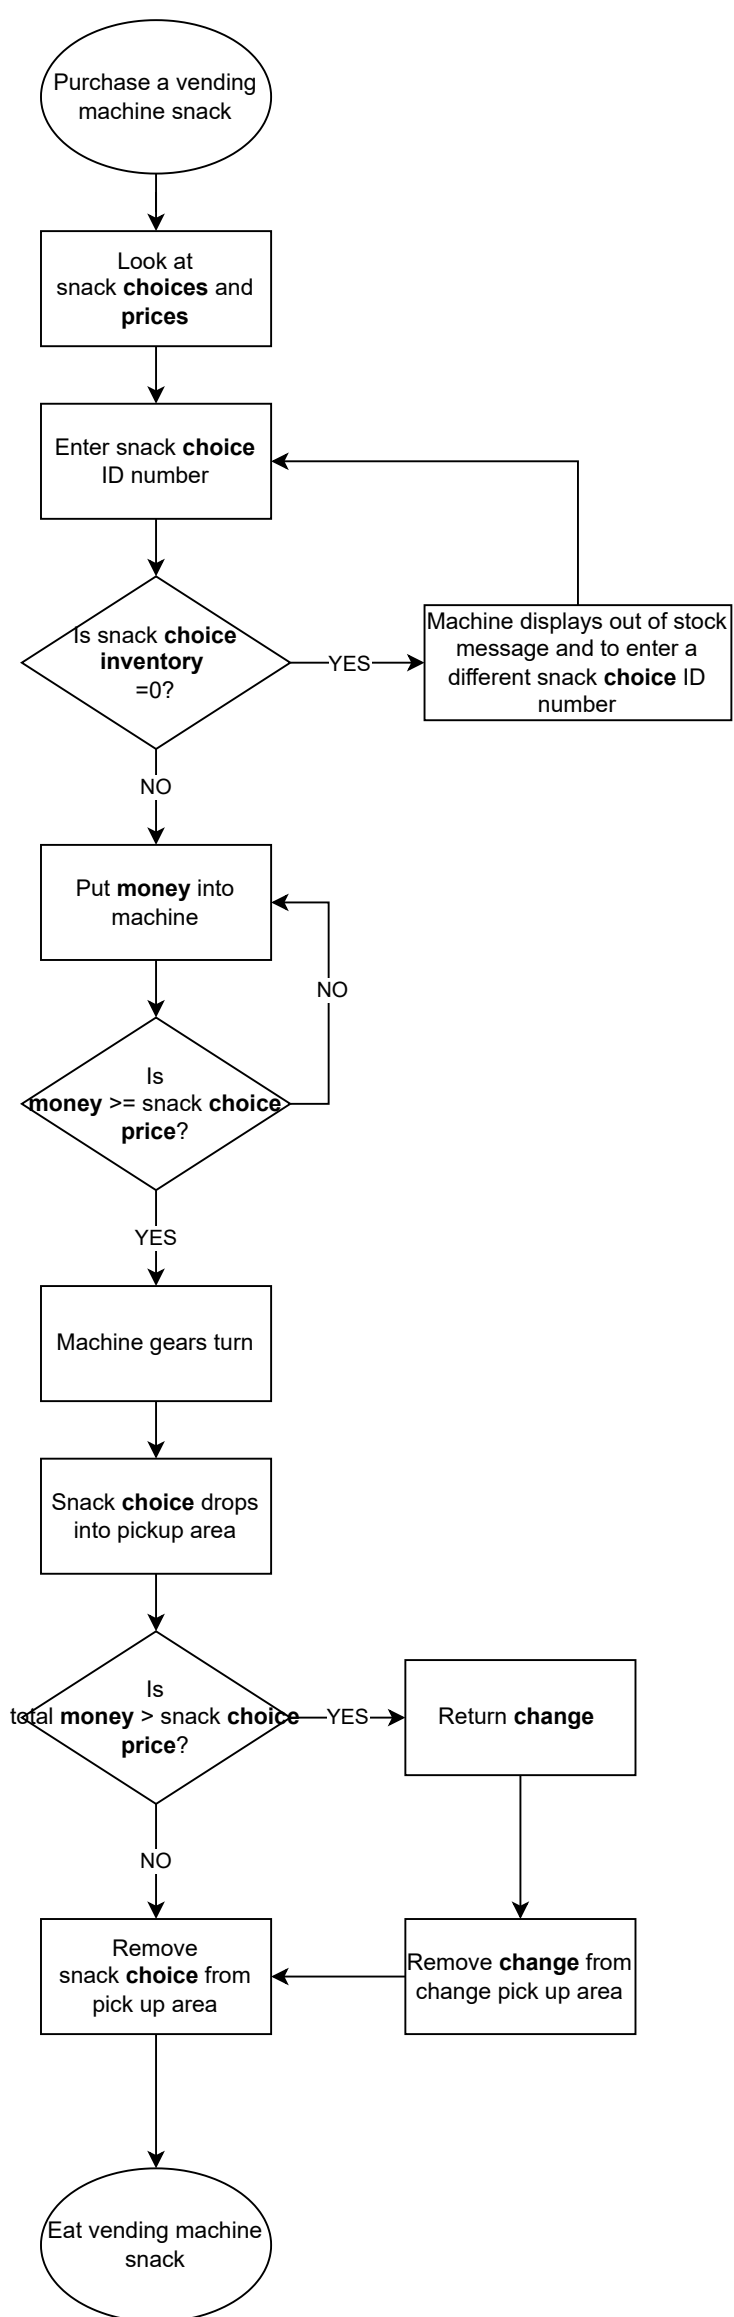 Purchase a vending
machine snack
Look at
snack choices and
prices
Enter snack choice
ID number
Is snack choice
inventory
=0?
YES
Machine displays out of stock
message and to enter a
different snack choice ID
number
NO
Put money into
machine
NO
Is
money >= snack choice
price?
YES
Machine gears turn
Snack choice drops
into pickup area
Is
total money > snack choice
price?
YES
Return change
NO
Remove
snack choice from
pick up area
Remove change from
change pick up area
Eat vending machine
snack